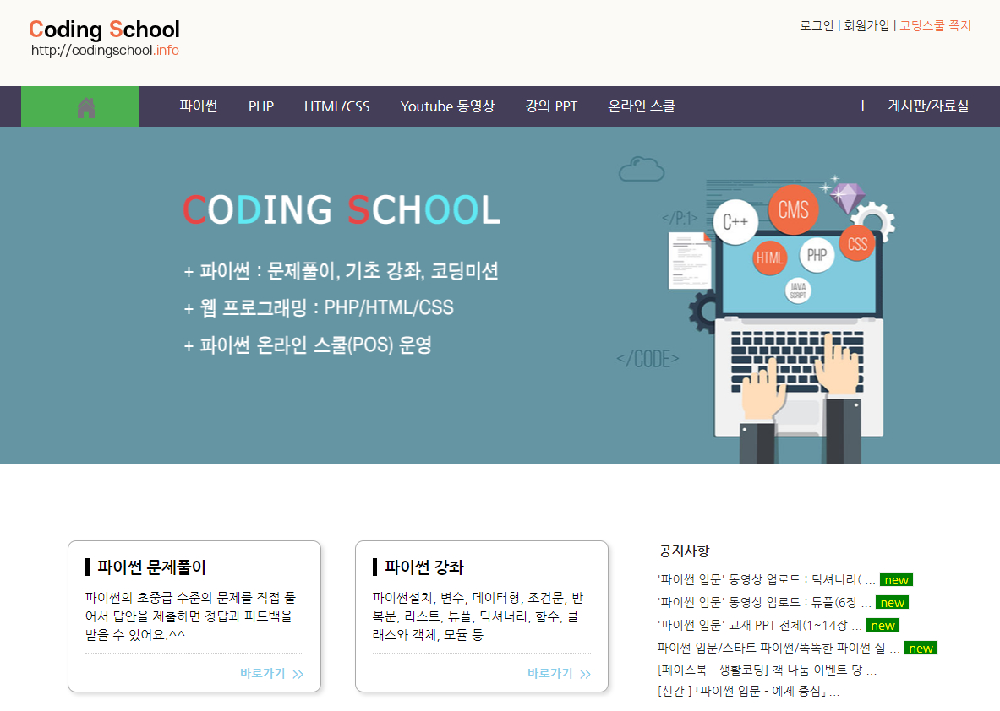 Coding School
http://codingschool.info
로그인 | 회원가입 | 코딩스쿨 쪽지
파이썬 PHP HTML/CSS Youtube 동영상 강의 PPT 온라인 스쿨 | 게시판/자료실
CODING SCHOOL
+ 파이썬 : 문제풀이, 기초 강좌, 코딩미션
+ 웹 프로그래밍 : PHP/HTML/CSS
+ 파이썬 온라인 스쿨(POS) 운영
</P:1>
C++
CMS
HTML
PHP
CSS
JAVA
SCRIPT
</CODE>
파이썬 문제풀이
파이썬의 초중급 수준의 문제를 직접 풀
어서 답안을 제출하면 정답과 피드백을
받을 수 있어요.^^
바로가기 >>
파이썬 강좌
파이썬설치, 변수, 데이터형, 조건문, 반
복문, 리스트, 튜플, 딕셔너리, 함수, 클
래스와 객체, 모듈 등
바로가기 >>
공지사항
'파이썬 입문' 동영상 업로드 : 딕셔너리( ... new
'파이썬 입문' 동영상 업로드 : 튜플(6장 ... new
'파이썬 입문' 교재 PPT 전체(1~14장 ... new
파이썬 입문/스타트 파이썬/똑똑한 파이썬 실 ... new
[페이스북 - 생활코딩] 책 나눔 이벤트 당 ...
[신간 ] 『파이썬 입문 - 예제 중심』 ...